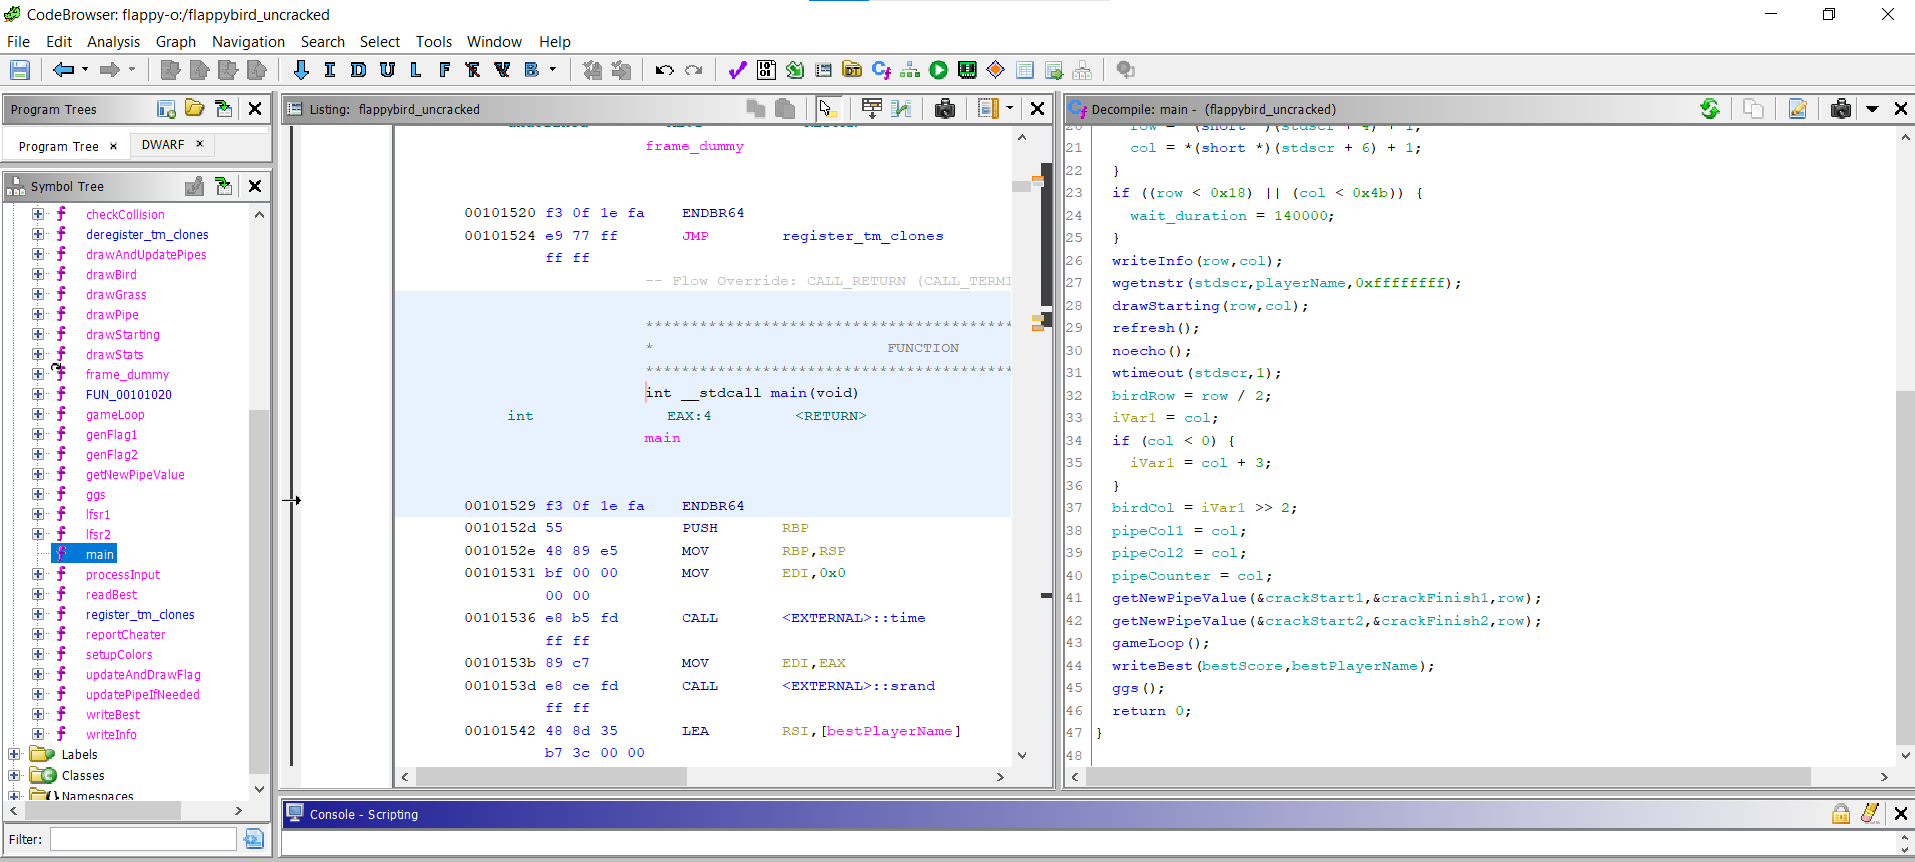 CodeBrowser: flappy-o:/flappybird_uncracked
File Edit Analysis Graph Navigation Search Select Tools Window Help
I D U L F B
Program Trees
Program Tree × DWARF ×
Symbol Tree
checkCollision
deregister_tm_clones
drawAndUpdatePipes
drawBird
drawGrass
drawPipe
drawStarting
drawStats
frame_dummy
FUN_00101020
gameLoop
genFlag1
genFlag2
getNewPipeValue
ggs
lfsr1
lfsr2
main
processInput
readBest
register_tm_clones
reportCheater
setupColors
updateAndDrawFlag
updatePipeIfNeeded
writeBest
writeInfo
Labels
Classes
Namespaces
Filter:
Listing: flappybird_uncracked
frame_dummy
00101520 f3 0f 1e fa ENDBR64
00101524 e9 77 ff JMP register_tm_clones
ff ff
-- Flow Override: CALL_RETURN (CALL_TERMI
*****************************************
* FUNCTION
*****************************************
int __stdcall main(void)
int EAX:4 <RETURN>
main
00101529 f3 0f 1e fa ENDBR64
0010152d 55 PUSH RBP
0010152e 48 89 e5 MOV RBP,RSP
00101531 bf 00 00 MOV EDI,0x0
00 00
00101536 e8 b5 fd CALL <EXTERNAL>::time
ff ff
0010153b 89 c7 MOV EDI,EAX
0010153d e8 ce fd CALL <EXTERNAL>::srand
ff ff
00101542 48 8d 35 LEA RSI,[bestPlayerName]
b7 3c 00 00
Decompile: main - (flappybird_uncracked)
20 row = *(short *)(stdscr + 4) + 1;
21 col = *(short *)(stdscr + 6) + 1;
22 }
23 if ((row < 0x18) || (col < 0x4b)) {
24 wait_duration = 140000;
25 }
26 writeInfo(row,col);
27 wgetnstr(stdscr,playerName,0xffffffff);
28 drawStarting(row,col);
29 refresh();
30 noecho();
31 wtimeout(stdscr,1);
32 birdRow = row / 2;
33 iVar1 = col;
34 if (col < 0) {
35 iVar1 = col + 3;
36 }
37 birdCol = iVar1 >> 2;
38 pipeCol1 = col;
39 pipeCol2 = col;
40 pipeCounter = col;
41 getNewPipeValue(&crackStart1,&crackFinish1,row);
42 getNewPipeValue(&crackStart2,&crackFinish2,row);
43 gameLoop();
44 writeBest(bestScore,bestPlayerName);
45 ggs();
46 return 0;
47 }
48
Console - Scripting